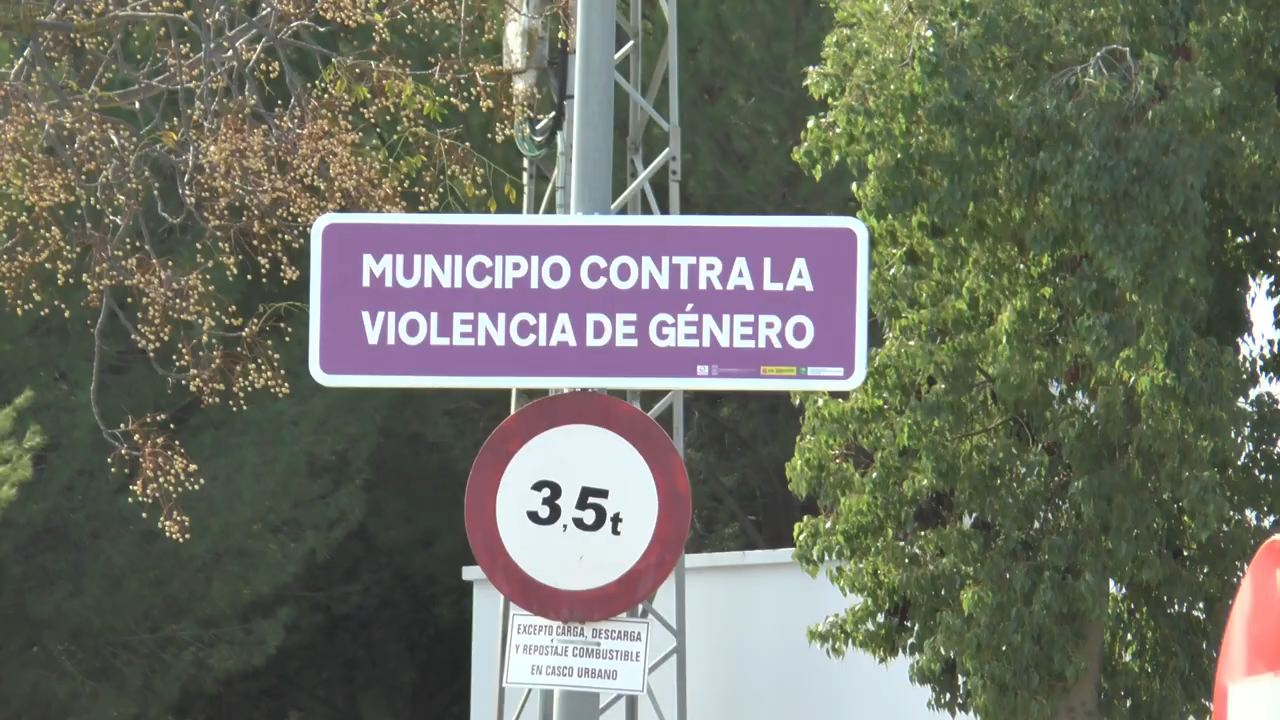 MUNICIPIO CONTRA LA
VIOLENCIA DE GÉNERO
3,5t
EXCEPTO CARGA, DESCARGA
Y REPOSTAJE COMBUSTIBLE
EN CASCO URBANO